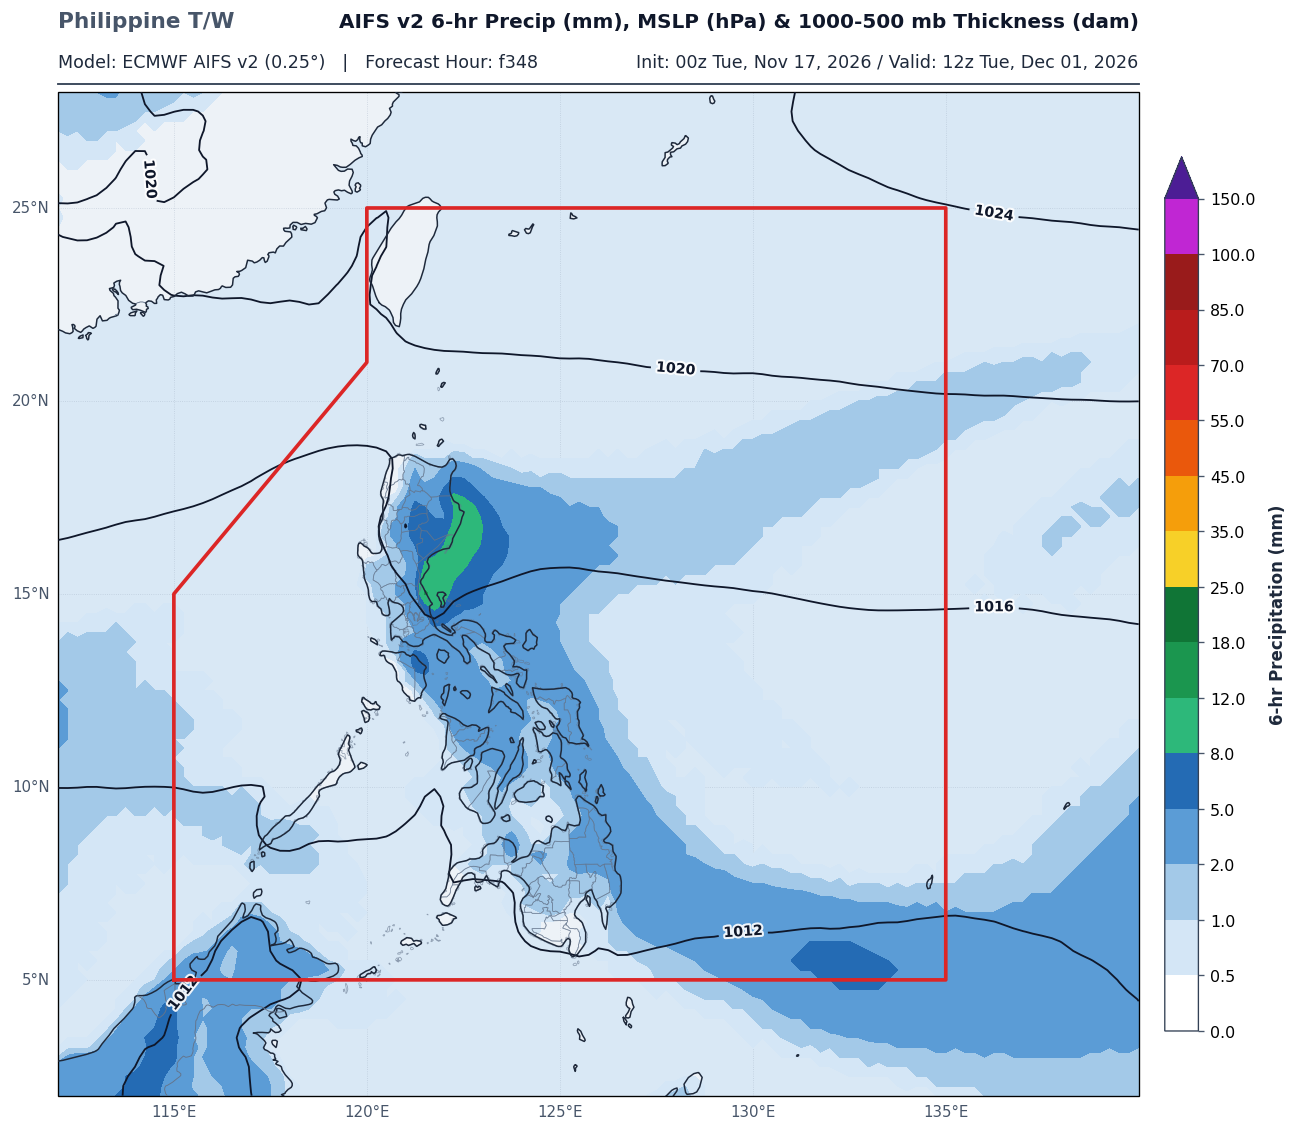 Philippine T/W
AIFS v2 6-hr Precip (mm), MSLP (hPa) & 1000-500 mb Thickness (dam)
Model: ECMWF AIFS v2 (0.25°) | Forecast Hour: f348
Init: 00z Tue, Nov 17, 2026 / Valid: 12z Tue, Dec 01, 2026
1020
1024
1020
1016
1012
1012
25°N
20°N
15°N
10°N
5°N
115°E
120°E
125°E
130°E
135°E
150.0
100.0
85.0
70.0
55.0
45.0
35.0
25.0
18.0
12.0
8.0
5.0
2.0
1.0
0.5
0.0
6-hr Precipitation (mm)